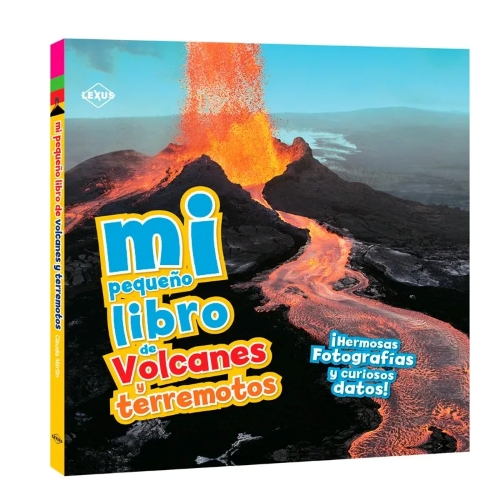 LEXUS
mi
pequeño
libro
de
Volcanes
y
terremotos
¡Hermosas
Fotografías
y curiosos
datos!
mi pequeño libro de volcanes y terremotos